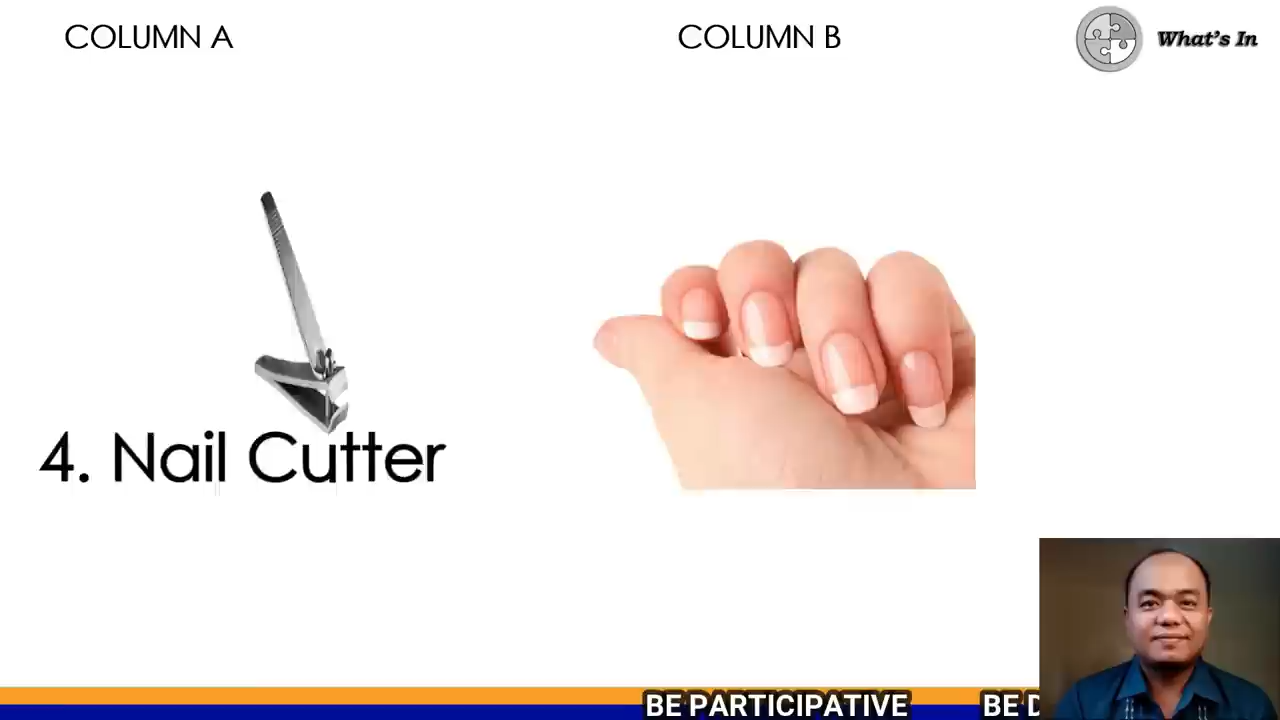 COLUMN A
COLUMN B
What's In
4. Nail Cutter
BE PARTICIPATIVE
BE D